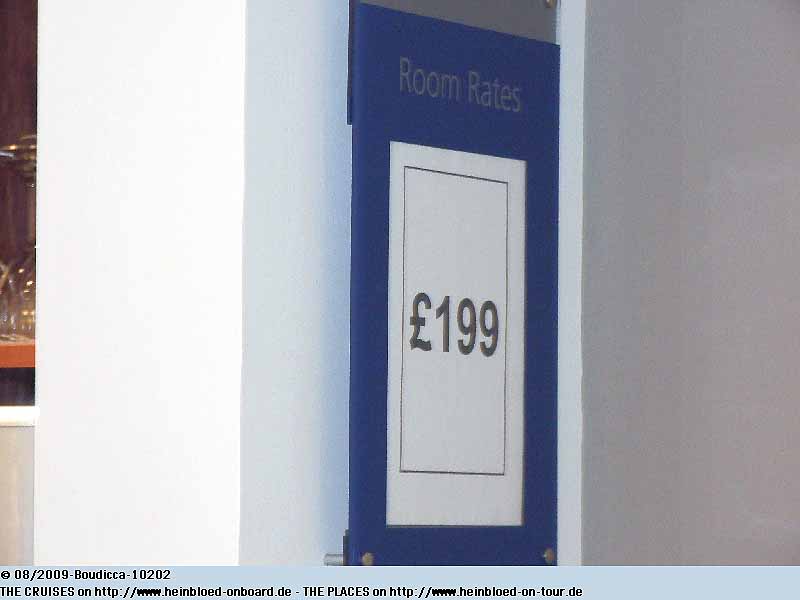 Room Rates
£199
© 08/2009-Boudicca-10202
THE CRUISES on http://www.heinbloed-onboard.de - THE PLACES on http://www.heinbloed-on-tour.de